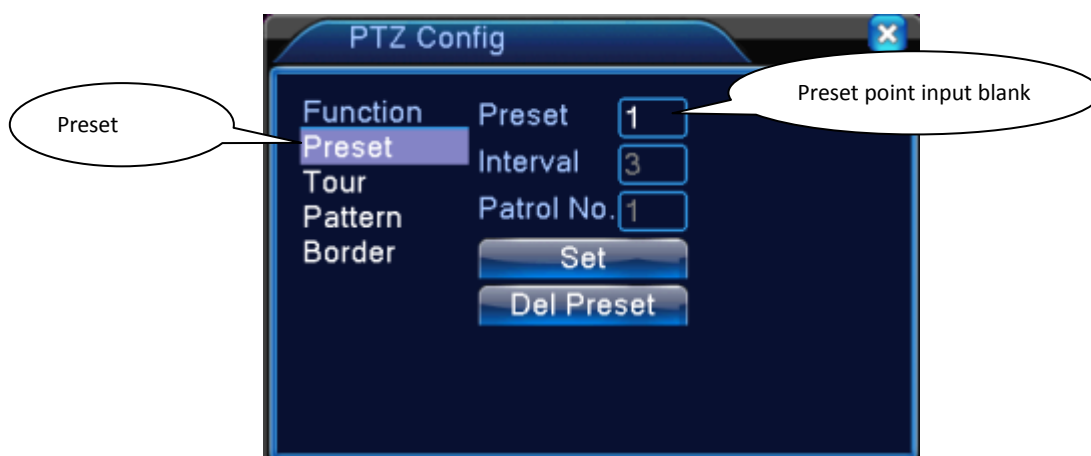 PTZ Config
Preset point input blank
Preset
Function
Preset
Tour
Pattern
Border
Preset 1
Interval 3
Patrol No. 1
Set
Del Preset